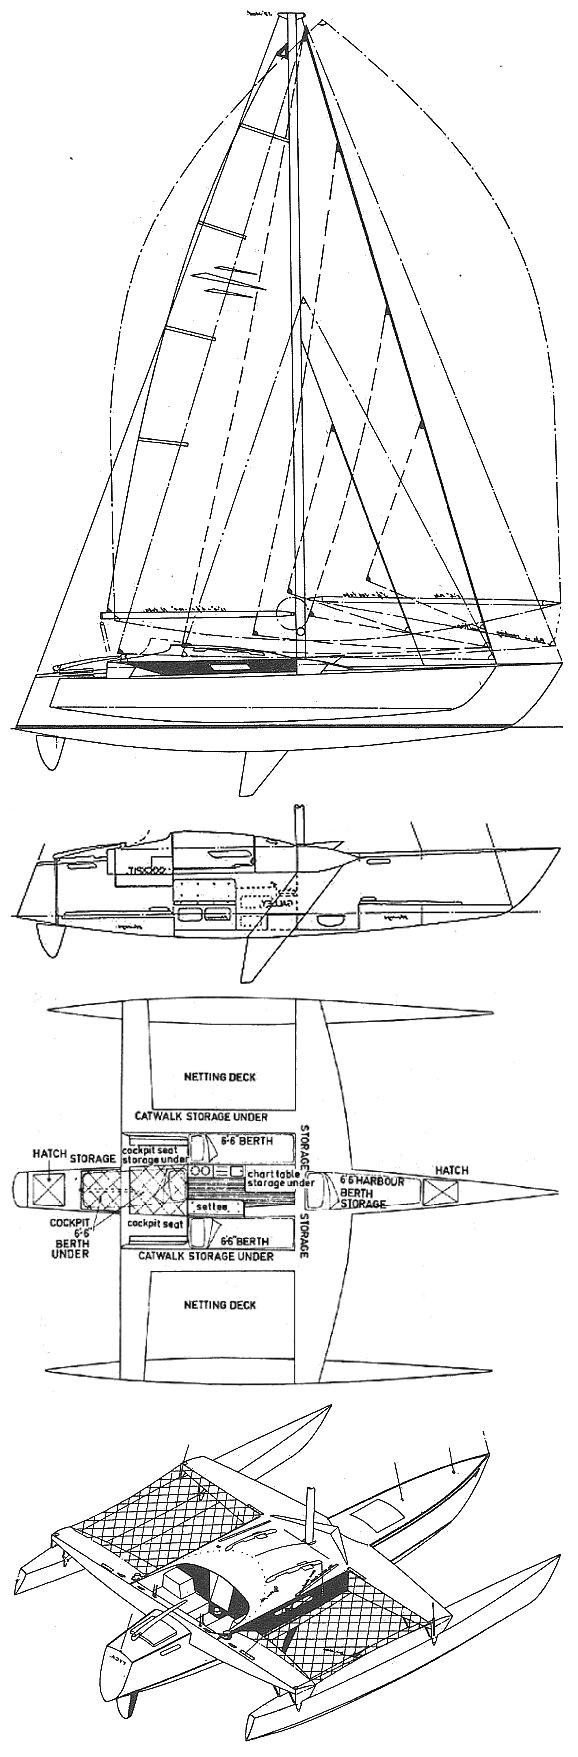 COCKPIT
GALLEY
NETTING DECK
CATWALK STORAGE UNDER
cockpit seat
storage under
6'6" BERTH
STORAGE
HATCH
STORAGE
chart table
storage under
6'6 HARBOUR
BERTH
STORAGE
HATCH
COCKPIT
6'6"
BERTH
UNDER
cockpit seat
settee
6'6" BERTH
STORAGE
CATWALK STORAGE UNDER
NETTING DECK